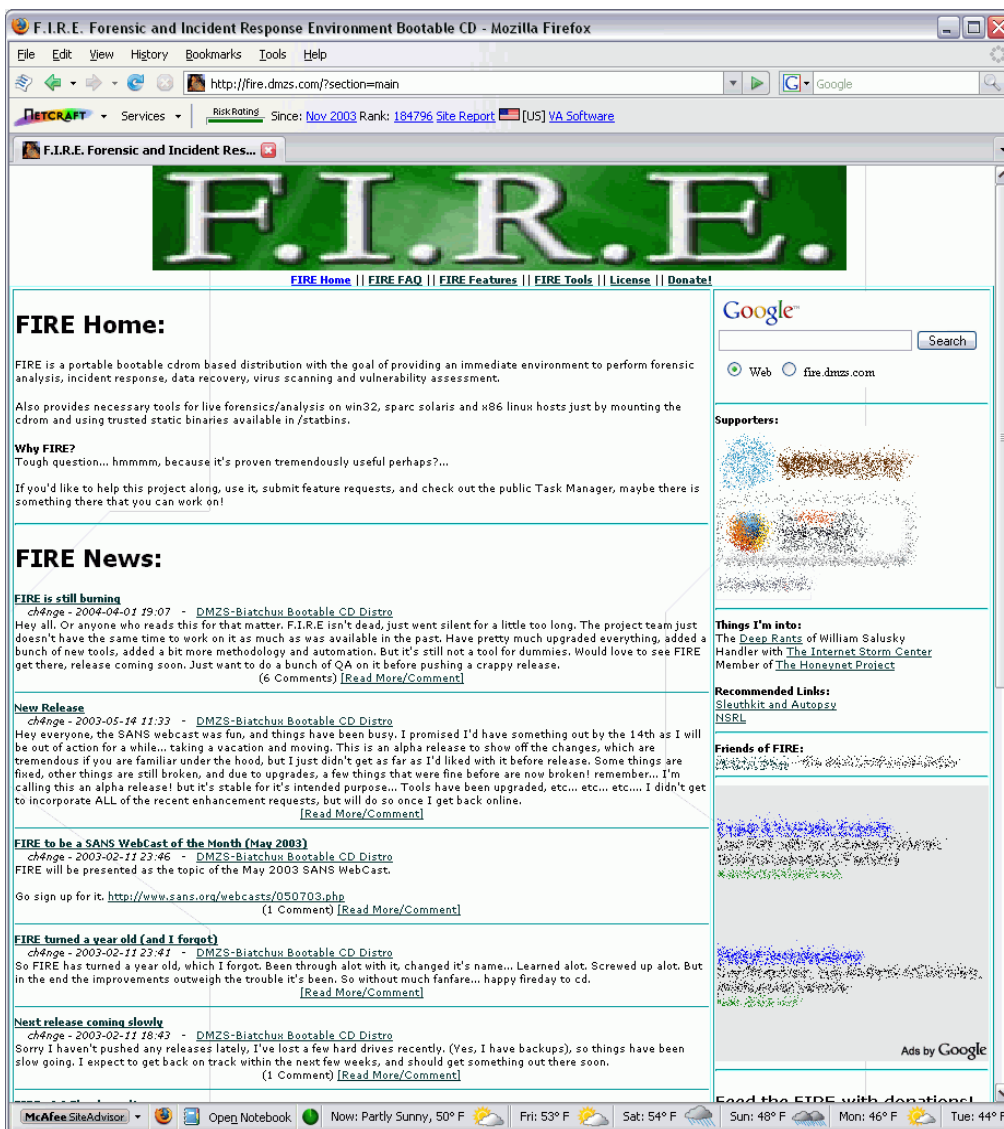 F.I.R.E. Forensic and Incident Response Environment Bootable CD - Mozilla Firefox
File Edit View History Bookmarks Tools Help
http://fire.dmzs.com/?section=main
G Google
NETCRAFT Services Risk Rating Since: Nov 2003 Rank: 184796 Site Report [US] VA Software
F.I.R.E. Forensic and Incident Res...
F.I.R.E.
FIRE Home || FIRE FAQ || FIRE Features || FIRE Tools || License || Donate!
FIRE Home:
FIRE is a portable bootable cdrom based distribution with the goal of providing an immediate environment to perform forensic
analysis, incident response, data recovery, virus scanning and vulnerability assessment.
Also provides necessary tools for live forensics/analysis on win32, sparc solaris and x86 linux hosts just by mounting the
cdrom and using trusted static binaries available in /statbins.
Why FIRE?
Tough question... hmmmm, because it's proven tremendously useful perhaps?...
If you'd like to help this project along, use it, submit feature requests, and check out the public Task Manager, maybe there is
something there that you can work on!
FIRE News:
FIRE is still burning
ch4nge - 2004-04-01 19:07 - DMZS-Biatchux Bootable CD Distro
Hey all. Or anyone who reads this for that matter. F.I.R.E isn't dead, just went silent for a little too long. The project team just
doesn't have the same time to work on it as much as was available in the past. Have pretty much upgraded everything, added a
bunch of new tools, added a bit more methodology and automation. But it's still not a tool for dummies. Would love to see FIRE
get there, release coming soon. Just want to do a bunch of QA on it before pushing a crappy release.
(6 Comments) [Read More/Comment]
New Release
ch4nge - 2003-05-14 11:33 - DMZS-Biatchux Bootable CD Distro
Hey everyone, the SANS webcast was fun, and things have been busy. I promised I'd have something out by the 14th as I will
be out of action for a while... taking a vacation and moving. This is an alpha release to show off the changes, which are
tremendous if you are familiar under the hood, but I just didn't get as far as I'd liked with it before release. Some things are
fixed, other things are still broken, and due to upgrades, a few things that were fine before are now broken! remember... I'm
calling this an alpha release! but it's stable for it's intended purpose... Tools have been upgraded, etc... etc... etc.... I didn't get
to incorporate ALL of the recent enhancement requests, but will do so once I get back online.
[Read More/Comment]
FIRE to be a SANS WebCast of the Month (May 2003)
ch4nge - 2003-02-11 23:46 - DMZS-Biatchux Bootable CD Distro
FIRE will be presented as the topic of the May 2003 SANS WebCast.
Go sign up for it. http://www.sans.org/webcasts/050703.php
(1 Comment) [Read More/Comment]
FIRE turned a year old (and I forgot)
ch4nge - 2003-02-11 23:41 - DMZS-Biatchux Bootable CD Distro
So FIRE has turned a year old, which I forgot. Been through alot with it, changed it's name... Learned alot. Screwed up alot. But
in the end the improvements outweigh the trouble it's been. So without much fanfare... happy fireday to cd.
[Read More/Comment]
Next release coming slowly
ch4nge - 2003-02-11 18:43 - DMZS-Biatchux Bootable CD Distro
Sorry I haven't pushed any releases lately, I've lost a few hard drives recently. (Yes, I have backups), so things have been
slow going. I expect to get back on track within the next few weeks, and should get something out there soon.
(1 Comment) [Read More/Comment]
Google
Search
Web fire.dmzs.com
Supporters:
Things I'm into:
The Deep Rants of William Salusky
Handler with The Internet Storm Center
Member of The Honeynet Project
Recommended Links:
Sleuthkit and Autopsy
NSRL
Friends of FIRE:
Ads by Google
Feed the FIRE with donations!
McAfee SiteAdvisor Open Notebook Now: Partly Sunny, 50° F Fri: 53° F Sat: 54° F Sun: 48° F Mon: 46° F Tue: 44° F